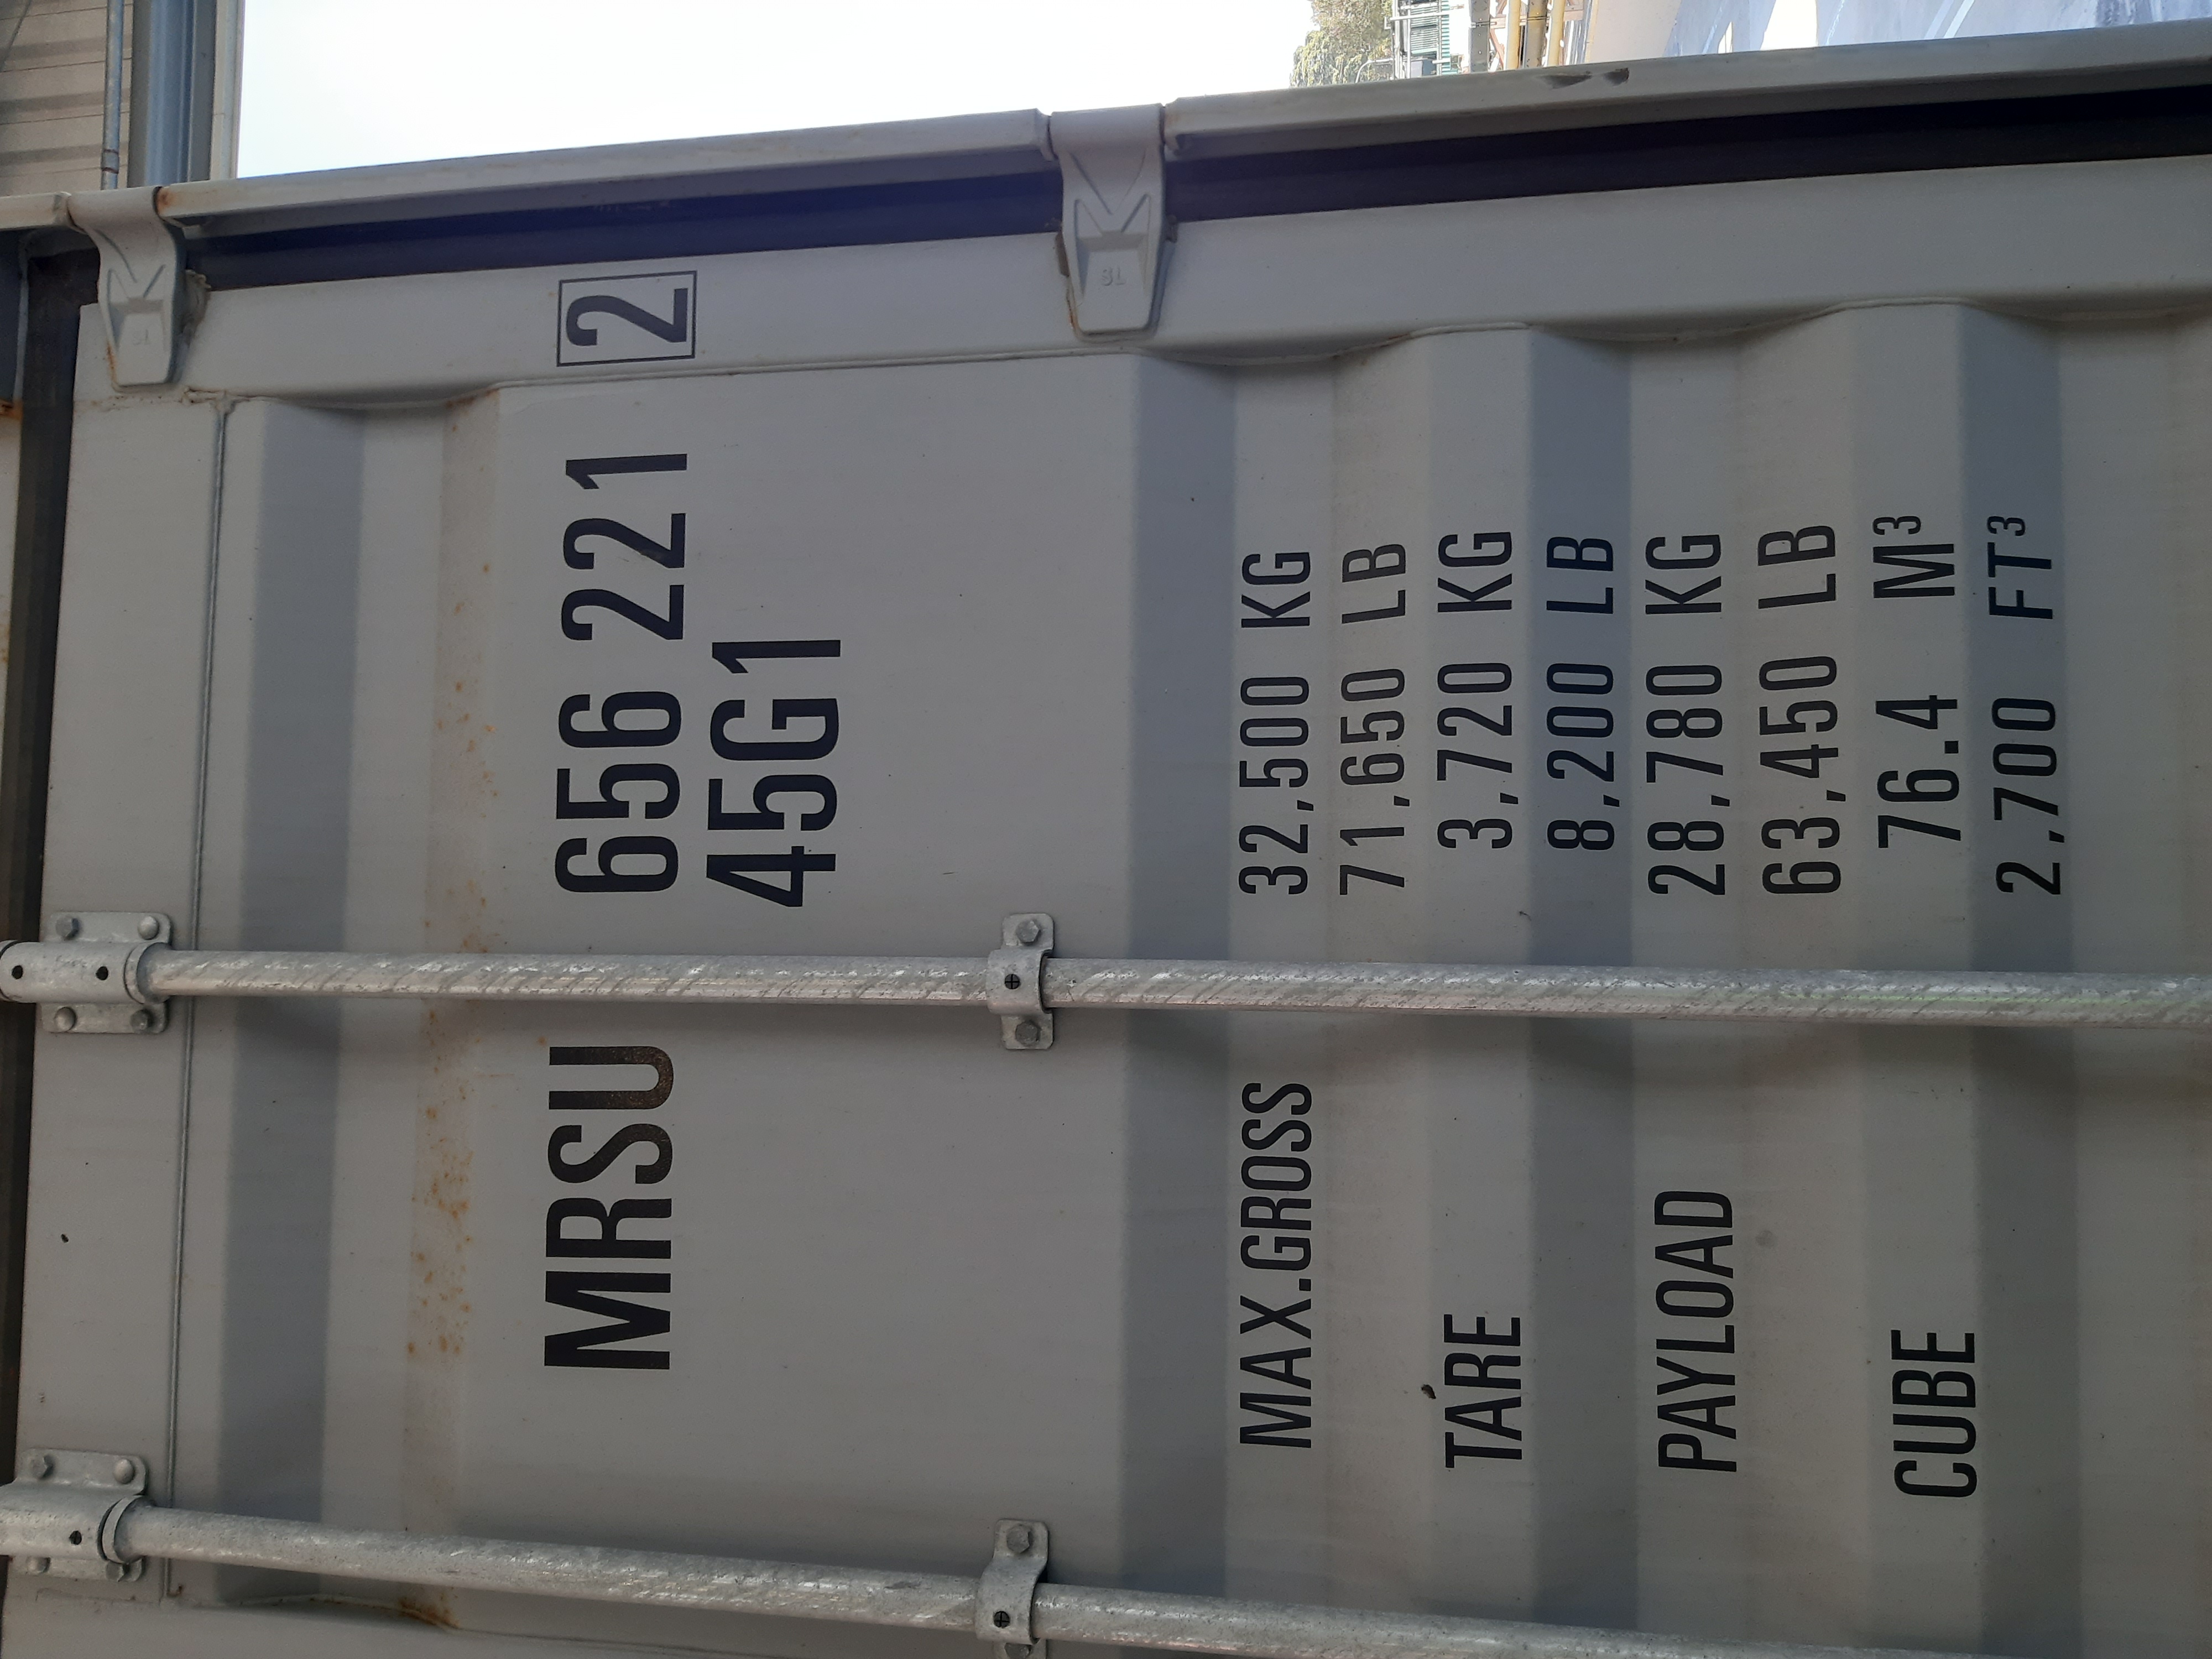 MRSU 656 221 2
45G1
MAX.GROSS 32,500 KG
71,650 LB
TARE 3,720 KG
8,200 LB
PAYLOAD 28,780 KG
63,450 LB
CUBE 76.4 M³
2,700 FT³